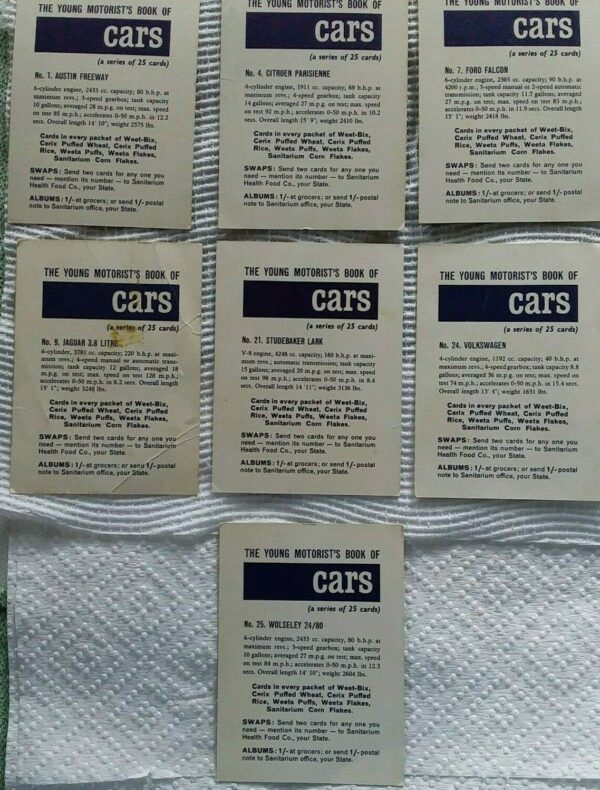 THE YOUNG MOTORIST'S BOOK OF
cars
(a series of 25 cards)
No. 1. AUSTIN FREEWAY
6-cylinder engine, 2433 cc. capacity; 80 b.h.p. at
maximum revs.; 3-speed gearbox; tank capacity
10 gallons; averaged 28 m.p.g. on test; max. speed
on test 85 m.p.h.; accelerates 0-50 m.p.h. in 12.2
secs. Overall length 14' 10"; weight 2575 lbs.
Cards in every packet of Weet-Bix,
Cerix Puffed Wheat, Cerix Puffed
Rice, Weeta Puffs, Weeta Flakes,
Sanitarium Corn Flakes.
SWAPS: Send two cards for any one you
need — mention its number — to Sanitarium
Health Food Co., your State.
ALBUMS: 1/- at grocers; or send 1/- postal
note to Sanitarium office, your State.
THE YOUNG MOTORIST'S BOOK OF
cars
(a series of 25 cards)
No. 4. CITROEN PARISIENNE
4-cylinder engine, 1911 cc. capacity; 69 b.h.p. at
maximum revs.; 4-speed gearbox; tank capacity
14 gallons; averaged 27 m.p.g. on test; max. speed
on test 92 m.p.h.; accelerates 0-50 m.p.h. in 10.2
secs. Overall length 15' 9"; weight 2410 lbs.
Cards in every packet of Weet-Bix,
Cerix Puffed Wheat, Cerix Puffed
Rice, Weeta Puffs, Weeta Flakes,
Sanitarium Corn Flakes.
SWAPS: Send two cards for any one you
need — mention its number — to Sanitarium
Health Food Co., your State.
ALBUMS: 1/- at grocers; or send 1/- postal
note to Sanitarium office, your State.
THE YOUNG MOTORIST'S BOOK OF
cars
(a series of 25 cards)
No. 7. FORD FALCON
6-cylinder engine, 2365 cc. capacity; 90 b.h.p. at
4200 r.p.m.; 3-speed manual or 2-speed automatic
transmission; tank capacity 11.7 gallons; averaged
27 m.p.g. on test; max. speed on test 83 m.p.h.;
accelerates 0-50 m.p.h. in 11.9 secs. Overall length
15' 1"; weight 2418 lbs.
Cards in every packet of Weet-Bix,
Cerix Puffed Wheat, Cerix Puffed
Rice, Weeta Puffs, Weeta Flakes,
Sanitarium Corn Flakes.
SWAPS: Send two cards for any one you
need — mention its number — to Sanitarium
Health Food Co., your State.
ALBUMS: 1/- at grocers; or send 1/- postal
note to Sanitarium office, your State.
THE YOUNG MOTORIST'S BOOK OF
cars
(a series of 25 cards)
No. 9. JAGUAR 3.8 LITRE
6-cylinder, 3781 cc. capacity; 220 b.h.p. at maxi-
mum revs.; 4-speed manual or automatic trans-
mission; tank capacity 12 gallons; averaged 18
m.p.g. on test; max. speed on test 128 m.p.h.;
accelerates 0-50 m.p.h. in 6.2 secs. Overall length
15' 1"; weight 3248 lbs.
Cards in every packet of Weet-Bix,
Cerix Puffed Wheat, Cerix Puffed
Rice, Weeta Puffs, Weeta Flakes,
Sanitarium Corn Flakes.
SWAPS: Send two cards for any one you
need — mention its number — to Sanitarium
Health Food Co., your State.
ALBUMS: 1/- at grocers; or send 1/- postal
note to Sanitarium office, your State.
THE YOUNG MOTORIST'S BOOK OF
cars
(a series of 25 cards)
No. 21. STUDEBAKER LARK
V-8 engine, 4248 cc. capacity, 180 b.h.p. at maxi-
mum revs.; automatic transmission; tank capacity
15 gallons; averaged 20 m.p.g. on test; max. speed
on test 98 m.p.h.; accelerates 0-50 m.p.h. in 8.4
secs. Overall length 14' 11"; weight 3136 lbs.
Cards in every packet of Weet-Bix,
Cerix Puffed Wheat, Cerix Puffed
Rice, Weeta Puffs, Weeta Flakes,
Sanitarium Corn Flakes.
SWAPS: Send two cards for any one you
need — mention its number — to Sanitarium
Health Food Co., your State.
ALBUMS: 1/- at grocers; or send 1/- postal
note to Sanitarium office, your State.
THE YOUNG MOTORIST'S BOOK OF
cars
(a series of 25 cards)
No. 24. VOLKSWAGEN
4-cylinder engine, 1192 cc. capacity; 40 b.h.p. at
maximum revs.; 4-speed gearbox; tank capacity 8.8
gallons; averaged 36 m.p.g. on test; max. speed on
test 74 m.p.h.; accelerates 0-50 m.p.h. in 15.4 secs.
Overall length 13' 4"; weight 1631 lbs.
Cards in every packet of Weet-Bix,
Cerix Puffed Wheat, Cerix Puffed
Rice, Weeta Puffs, Weeta Flakes,
Sanitarium Corn Flakes.
SWAPS: Send two cards for any one you
need — mention its number — to Sanitarium
Health Food Co., your State.
ALBUMS: 1/- at grocers; or send 1/- postal
note to Sanitarium office, your State.
THE YOUNG MOTORIST'S BOOK OF
cars
(a series of 25 cards)
No. 25. WOLSELEY 24/80
6-cylinder engine, 2433 cc. capacity, 80 b.h.p. at
maximum revs.; 3-speed gearbox; tank capacity
10 gallons; averaged 27 m.p.g. on test; max. speed
on test 84 m.p.h.; accelerates 0-50 m.p.h. in 12.3
secs. Overall length 14' 10"; weight 2604 lbs.
Cards in every packet of Weet-Bix,
Cerix Puffed Wheat, Cerix Puffed
Rice, Weeta Puffs, Weeta Flakes,
Sanitarium Corn Flakes.
SWAPS: Send two cards for any one you
need — mention its number — to Sanitarium
Health Food Co., your State.
ALBUMS: 1/- at grocers; or send 1/- postal
note to Sanitarium office, your State.